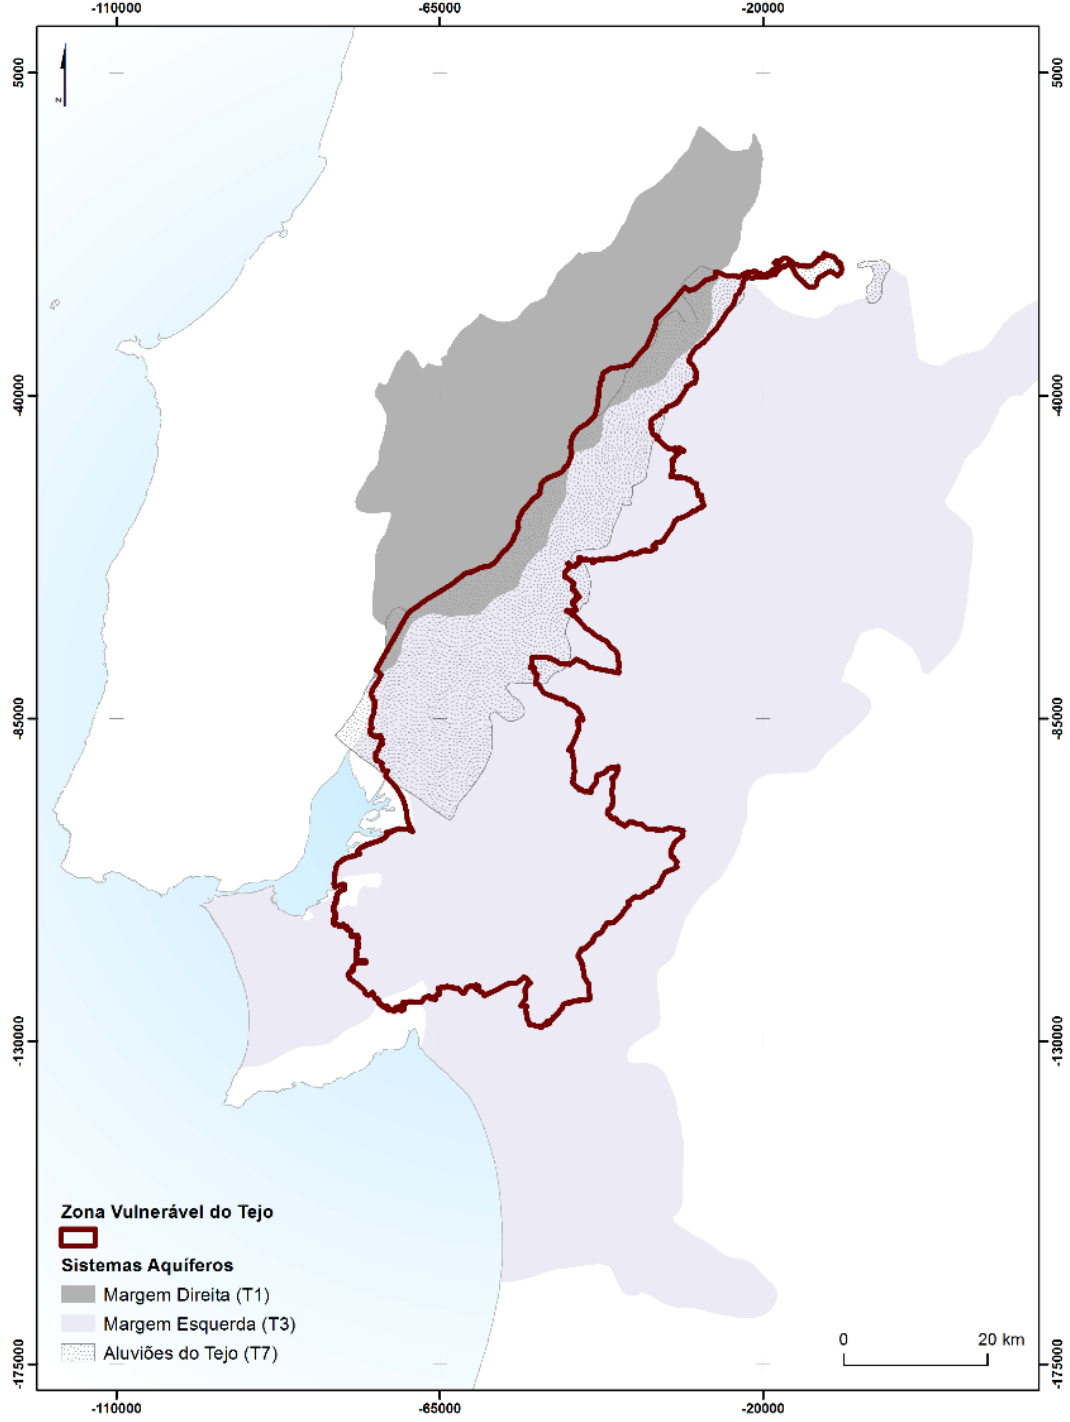 -110000 -65000 -20000
5000 5000
N
-40000 -40000
-85000 -85000
-130000 -130000
Zona Vulnerável do Tejo
Sistemas Aquíferos
Margem Direita (T1)
Margem Esquerda (T3)
0 20 km
Aluviões do Tejo (T7)
-175000 -175000
-110000 -65000 -20000